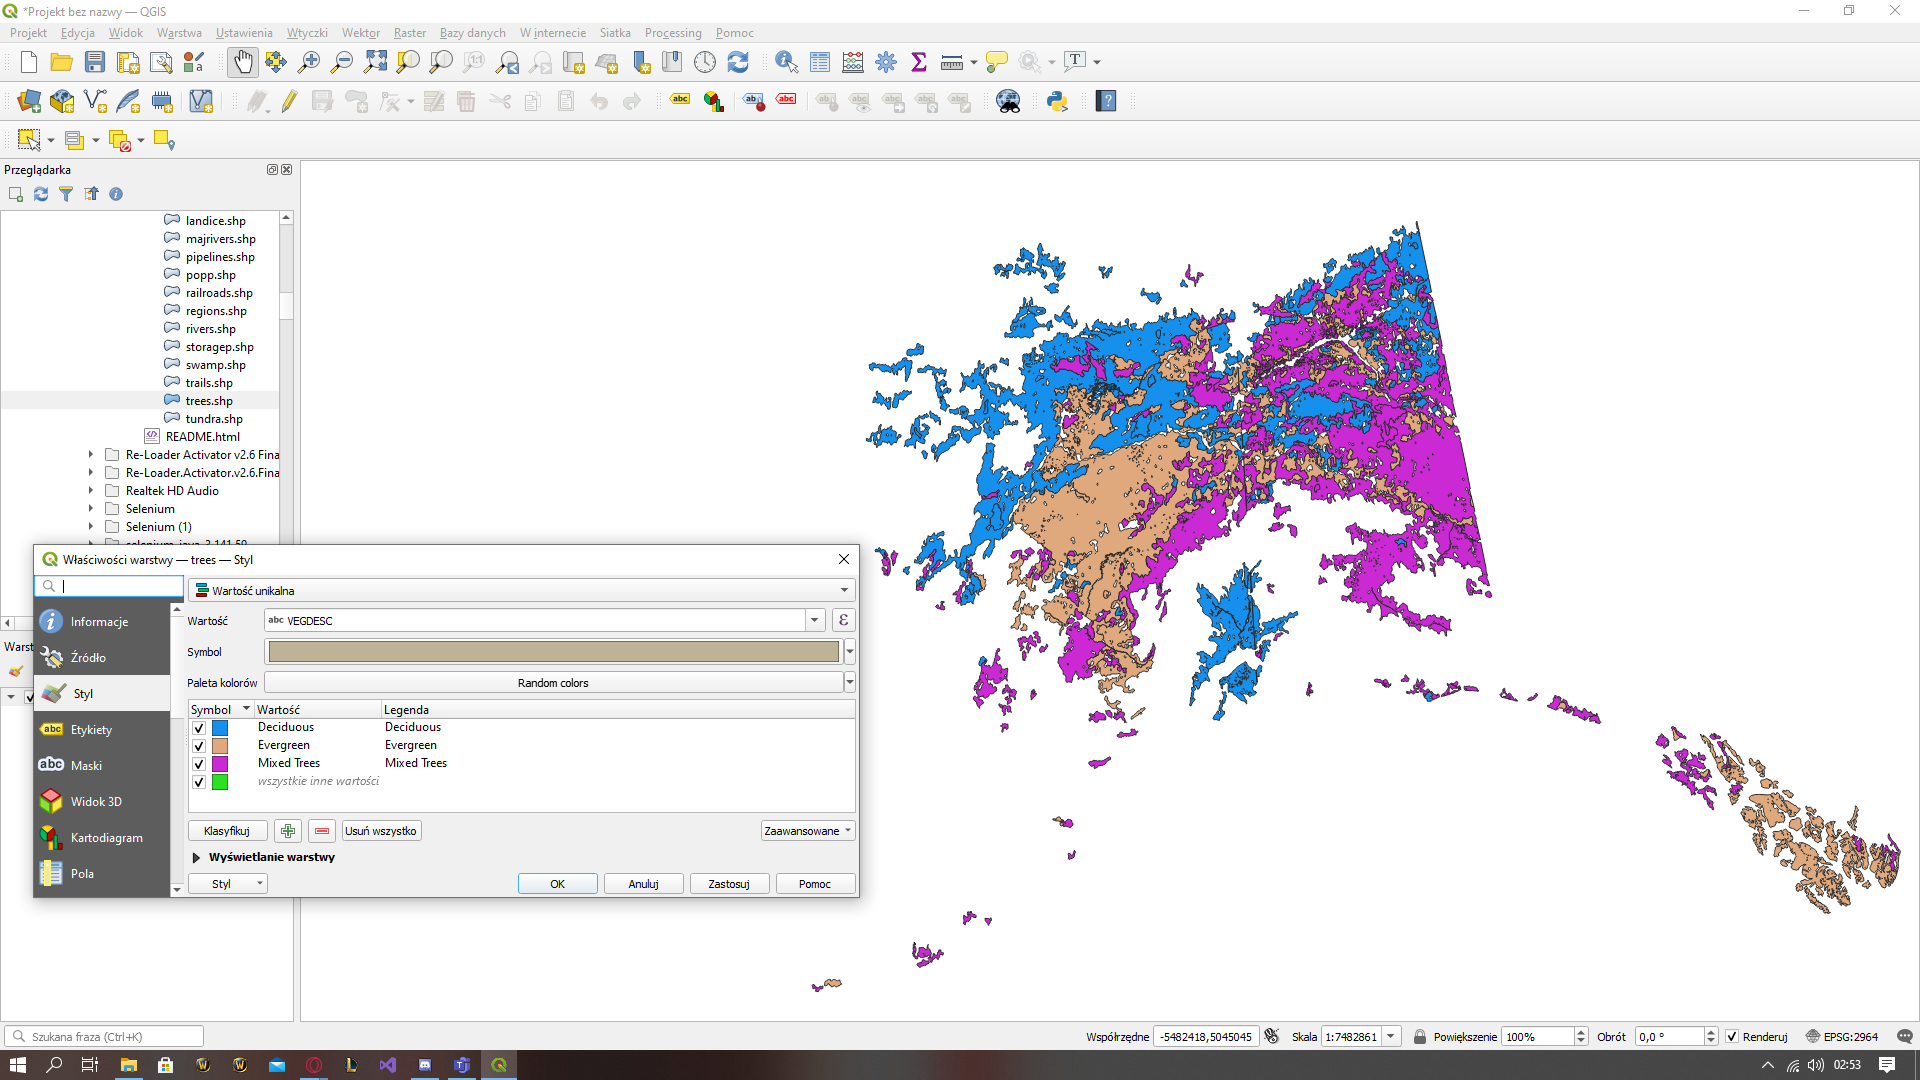 *Projekt bez nazwy — QGIS
Projekt Edycja Widok Warstwa Ustawienia Wtyczki Wektor Raster Bazy danych W internecie Siatka Processing Pomoc
Przeglądarka
landice.shp
majrivers.shp
pipelines.shp
popp.shp
railroads.shp
regions.shp
rivers.shp
storagep.shp
swamp.shp
trails.shp
trees.shp
tundra.shp
README.html
Re-Loader Activator v2.6 Fina
Re-Loader.Activator.v2.6.Fina
Realtek HD Audio
Selenium
Selenium (1)
Warst
Właściwości warstwy — trees — Styl
Informacje
Źródło
Styl
Etykiety
Maski
Widok 3D
Kartodiagram
Pola
Wartość unikalna
Wartość abc VEGDESC ε
Symbol
Paleta kolorów Random colors
Symbol Wartość Legenda
Deciduous Deciduous
Evergreen Evergreen
Mixed Trees Mixed Trees
wszystkie inne wartości
Klasyfikuj Usuń wszystko Zaawansowane
Wyświetlanie warstwy
Styl OK Anuluj Zastosuj Pomoc
Szukana fraza (Ctrl+K) Współrzędne -5482418,5045045 Skala 1:7482861 Powiększenie 100% Obrót 0,0 ° Renderuj EPSG:2964
02:53